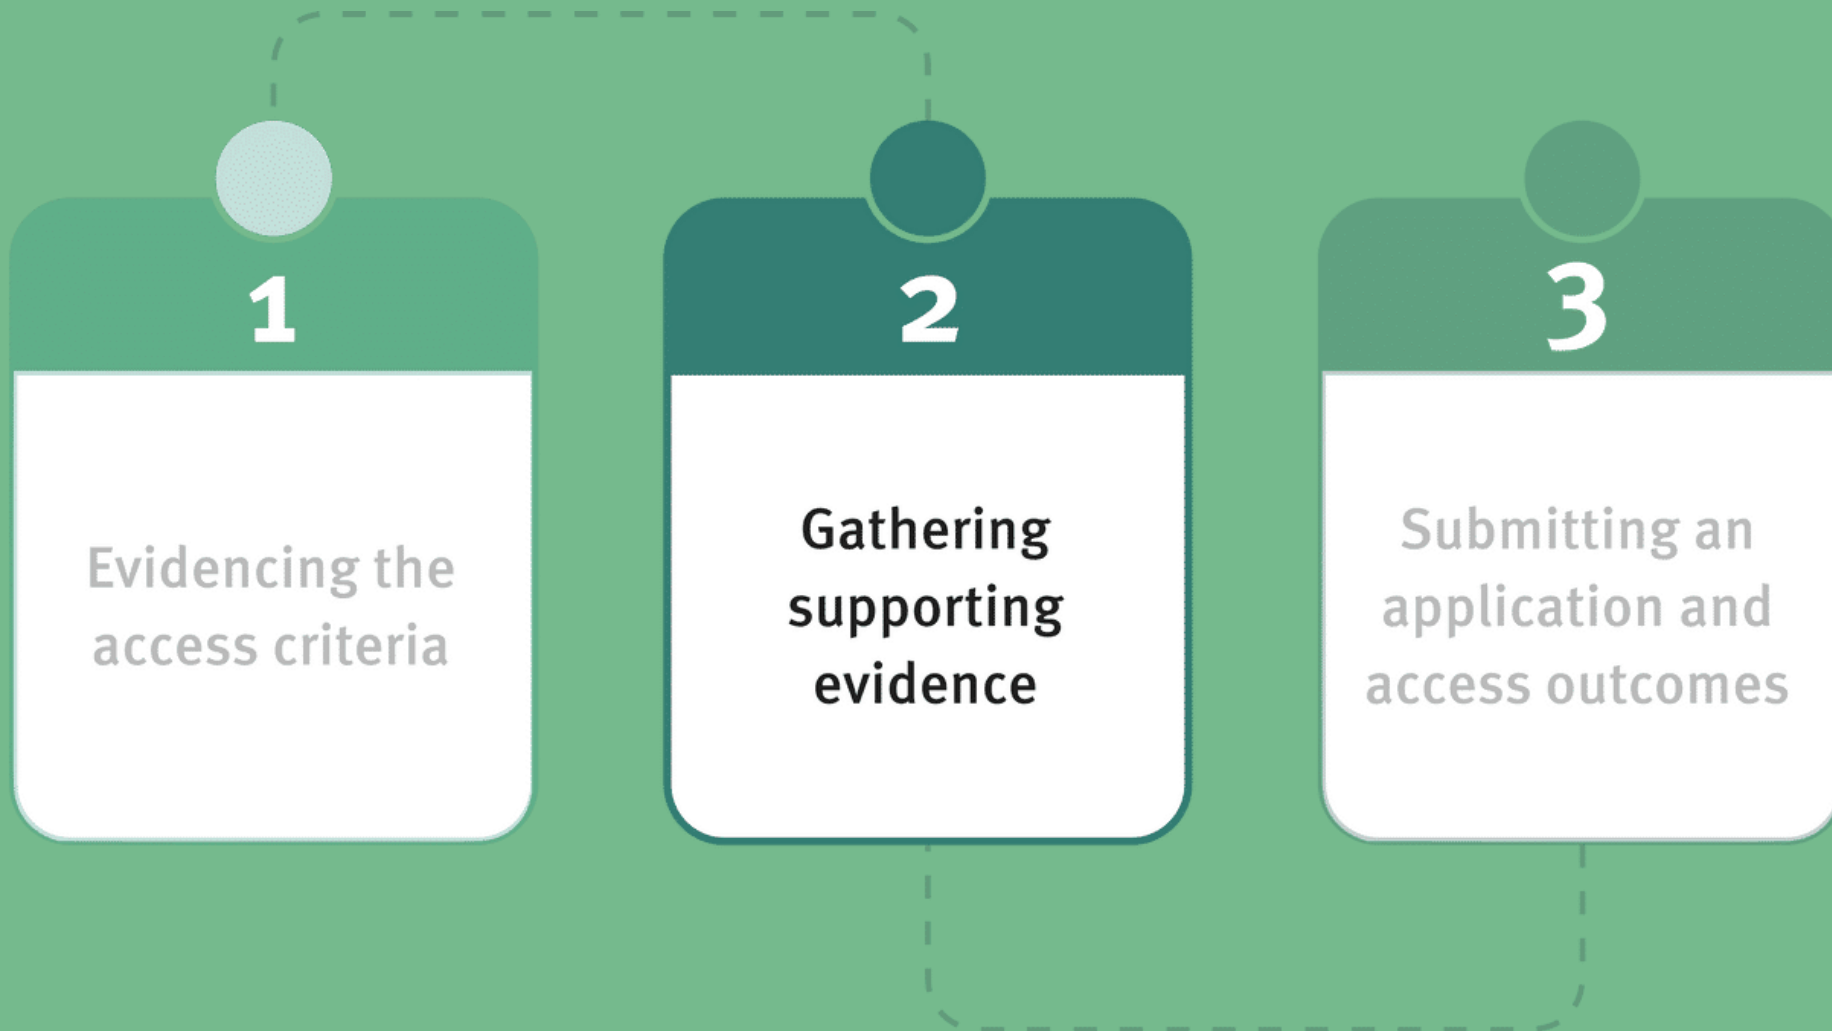 1
Evidencing the
access criteria
2
Gathering
supporting
evidence
3
Submitting an
application and
access outcomes